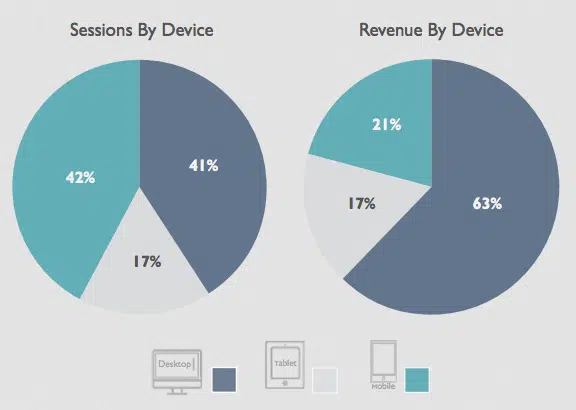 Sessions By Device
Revenue By Device
42%
41%
17%
21%
17%
63%
Desktop
Tablet
Mobile